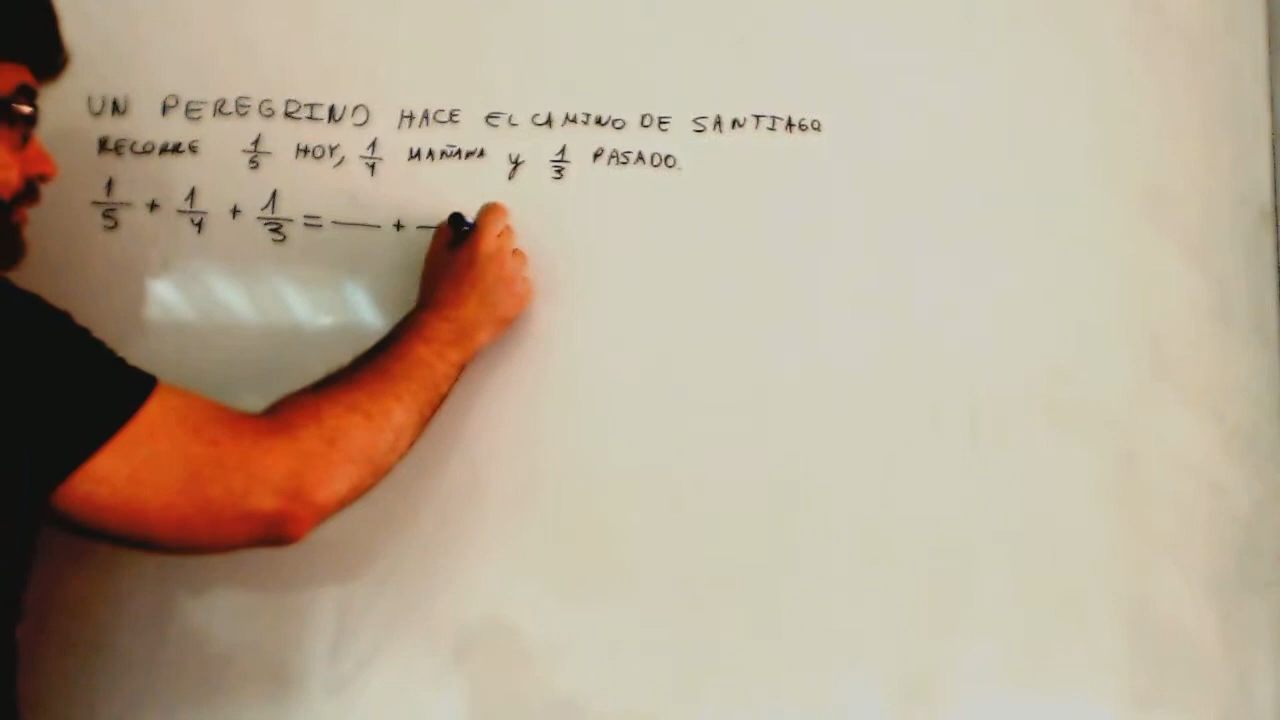 UN PEREGRINO HACE EL CAMINO DE SANTIAGO
RECORRE 1/5 HOY, 1/4 MAÑANA Y 1/3 PASADO.
1/5 + 1/4 + 1/3 = — + —